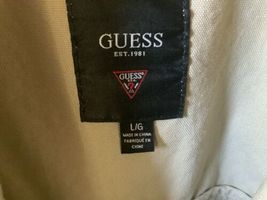 GUESS
EST. 1981
GUESS
L/G
MADE IN CHINA
FABRIQUÉ EN
CHINE